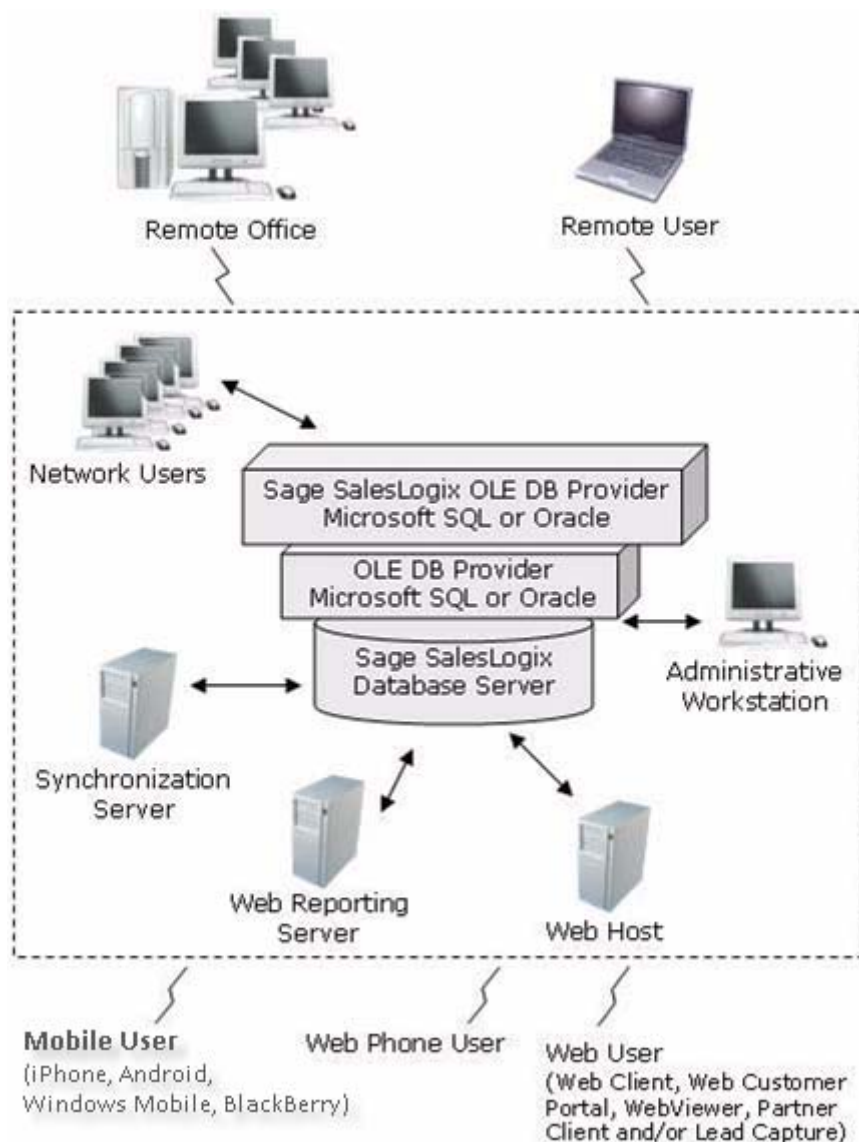 Remote Office
Remote User
Network Users
Sage SalesLogix OLE DB Provider
Microsoft SQL or Oracle
OLE DB Provider
Microsoft SQL or Oracle
Sage SalesLogix
Database Server
Administrative
Workstation
Synchronization
Server
Web Reporting
Server
Web Host
Mobile User
(iPhone, Android,
Windows Mobile, BlackBerry)
Web Phone User
Web User
(Web Client, Web Customer
Portal, WebViewer, Partner
Client and/or Lead Capture)